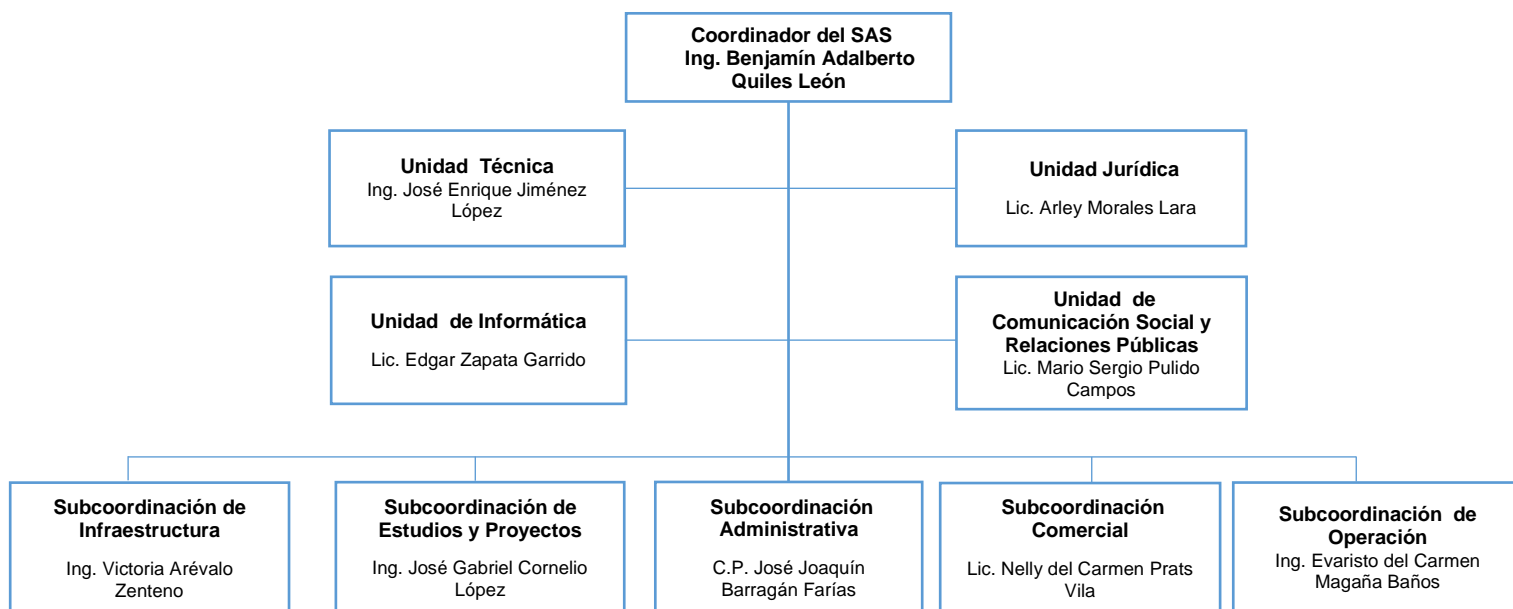 Coordinador del SAS
Ing. Benjamín Adalberto
Quiles León
Unidad Técnica
Ing. José Enrique Jiménez
López
Unidad Jurídica
Lic. Arley Morales Lara
Unidad de Informática
Lic. Edgar Zapata Garrido
Unidad de
Comunicación Social y
Relaciones Públicas
Lic. Mario Sergio Pulido
Campos
Subcoordinación de
Infraestructura
Ing. Victoria Arévalo
Zenteno
Subcoordinación de
Estudios y Proyectos
Ing. José Gabriel Cornelio
López
Subcoordinación
Administrativa
C.P. José Joaquín
Barragán Farías
Subcoordinación
Comercial
Lic. Nelly del Carmen Prats
Vila
Subcoordinación de
Operación
Ing. Evaristo del Carmen
Magaña Baños